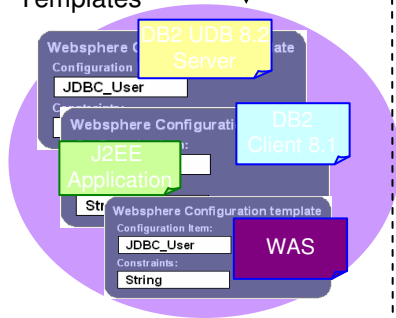 Templates
Websphere C
ate
DB2 UDB 8.2
Server
Configuration
JDBC_User
Constraints:
Websphere Configurati
DB2
Client 8.1
J2EE
Application
Str
Websphere Configuration template
Configuration Item:
JDBC_User
Constraints:
String
WAS